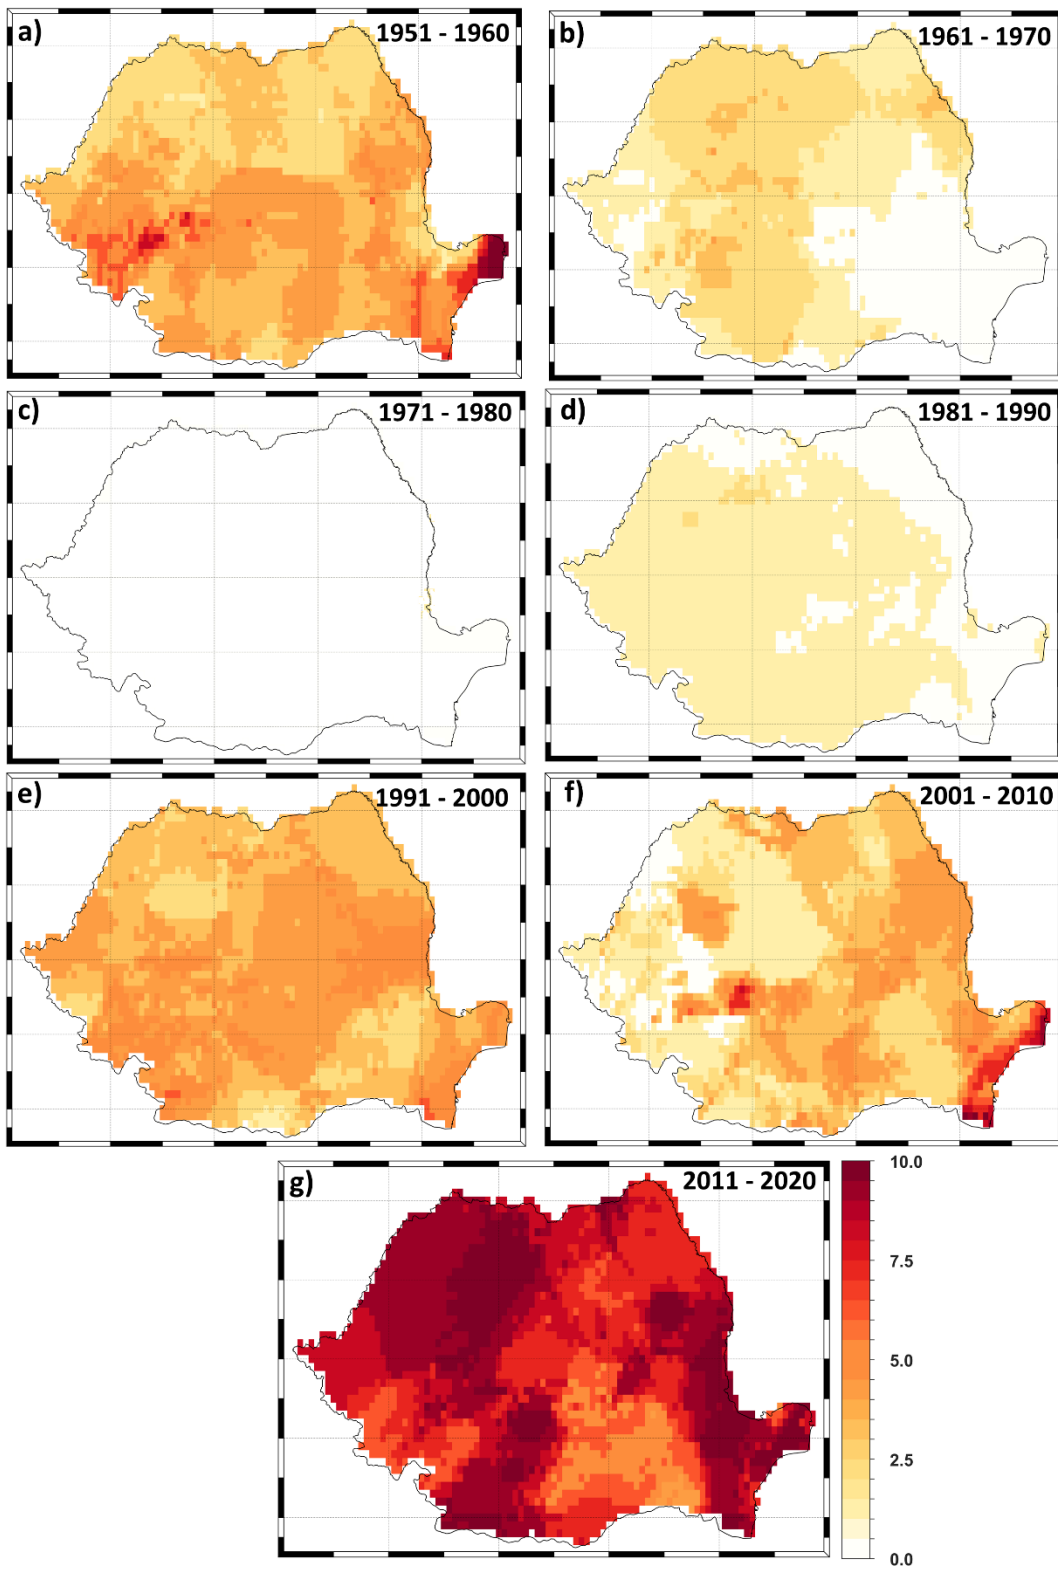 a) 1951 - 1960
b) 1961 - 1970
c) 1971 - 1980
d) 1981 - 1990
e) 1991 - 2000
f) 2001 - 2010
g) 2011 - 2020
10.0
7.5
5.0
2.5
0.0